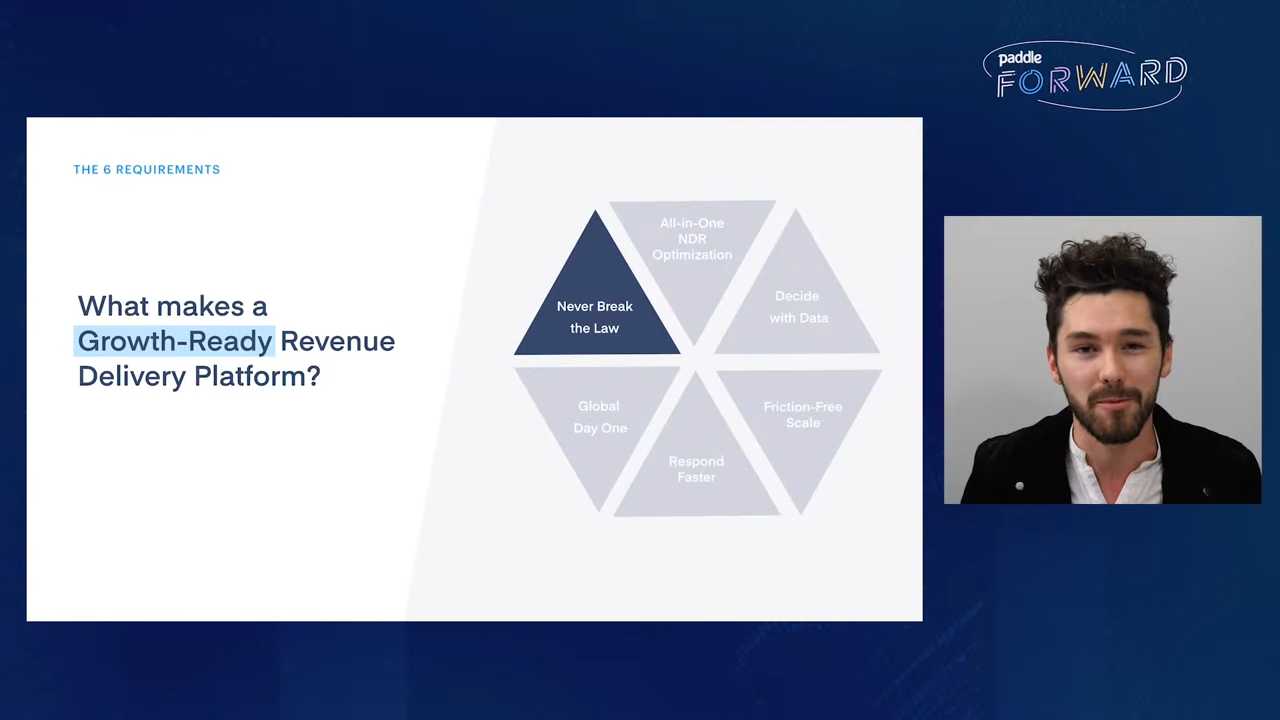 paddle
FORWARD
THE 6 REQUIREMENTS
What makes a
Growth-Ready Revenue
Delivery Platform?
All-in-One
NDR
Optimization
Never Break
the Law
Decide
with Data
Global
Day One
Friction-Free
Scale
Respond
Faster